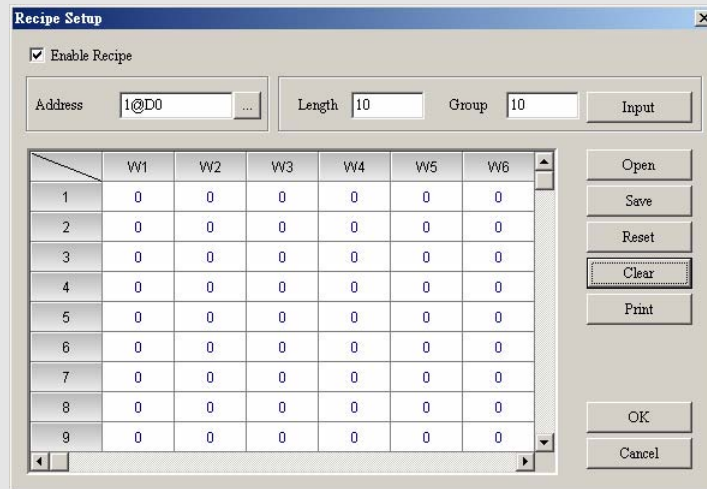 Recipe Setup
Enable Recipe
Address 1@D0 ... Length 10 Group 10 Input
W1 W2 W3 W4 W5 W6
1 0 0 0 0 0 0
2 0 0 0 0 0 0
3 0 0 0 0 0 0
4 0 0 0 0 0 0
5 0 0 0 0 0 0
6 0 0 0 0 0 0
7 0 0 0 0 0 0
8 0 0 0 0 0 0
9 0 0 0 0 0 0
Open
Save
Reset
Clear
Print
OK
Cancel